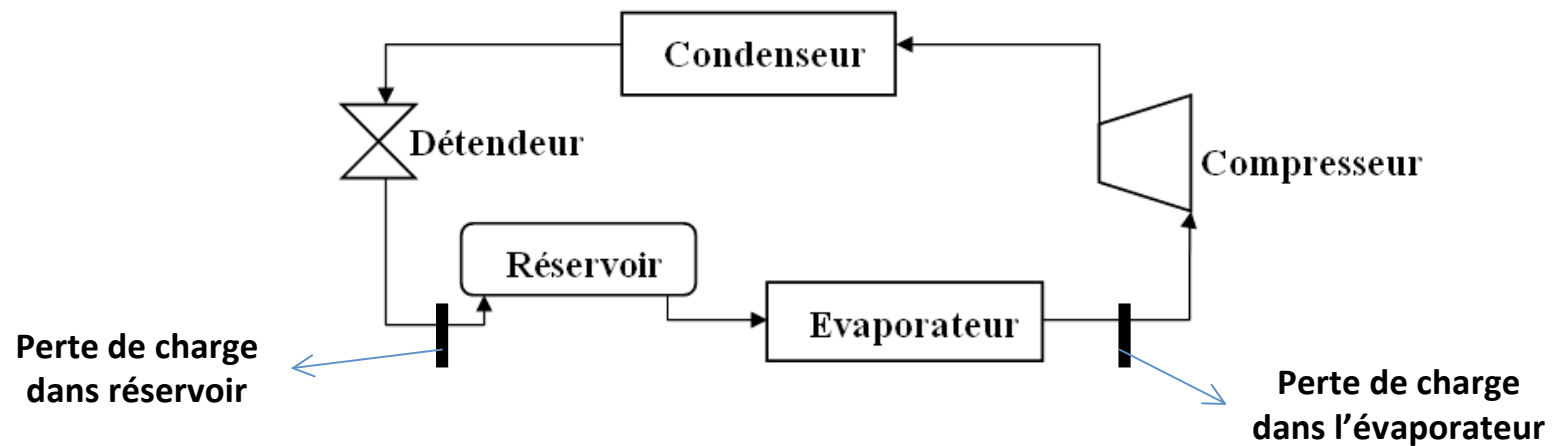 Condenseur
Détendeur
Compresseur
Réservoir
Evaporateur
Perte de charge
dans réservoir
Perte de charge
dans l’évaporateur